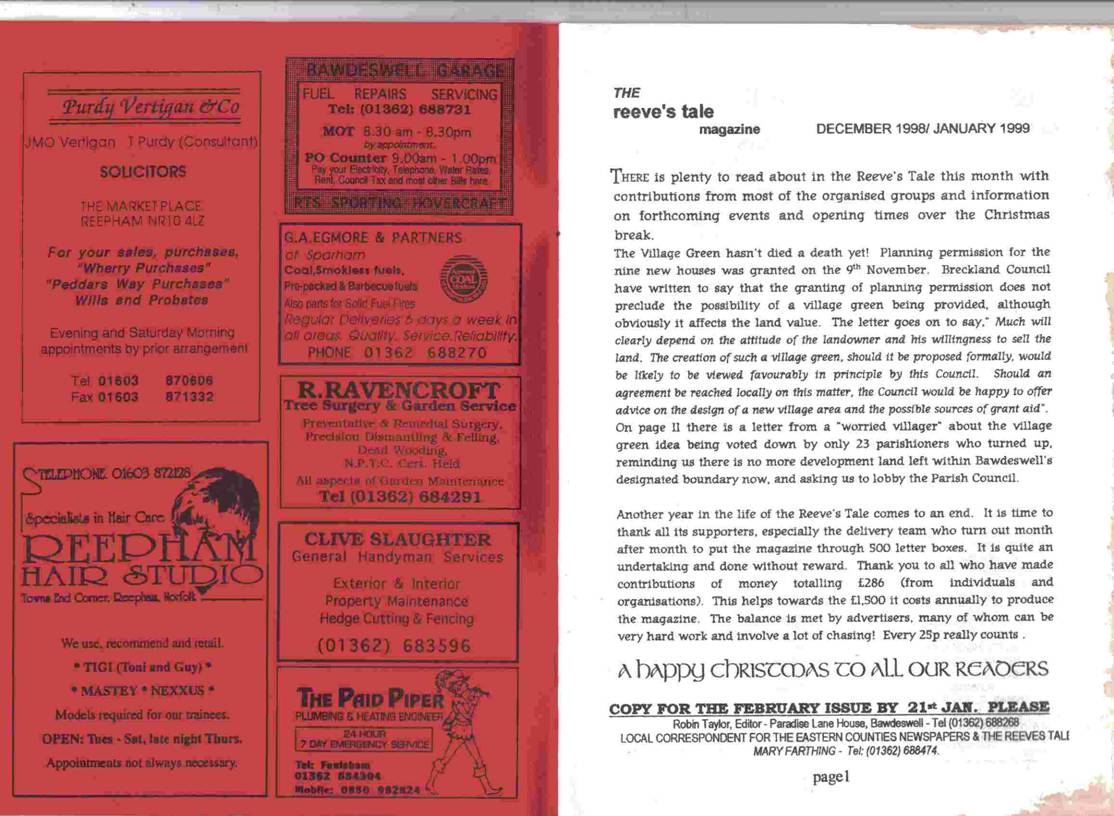 Purdy Vertigan & Co
JMO Vertigan T Purdy (Consultant)
SOLICITORS
THE MARKET PLACE
REEPHAM NR10 4LZ
For your sales, purchases,
"Wherry Purchases"
"Peddars Way Purchases"
Wills and Probates
Evening and Saturday Morning
appointments by prior arrangement
Tel 01603 870606
Fax 01603 871332
TELEPHONE 01603 872128
Specialists in Hair Care
REEPHAM
HAIR STUDIO
Towns End Corner, Reepham, Norfolk
We use, recommend and retail.
* TIGI (Toni and Guy) *
* MASTEY * NEXXUS *
Models required for our trainees.
OPEN: Tues - Sat, late night Thurs.
Appointments not always necessary.
BAWDESWELL GARAGE
FUEL REPAIRS SERVICING
Tel: (01362) 688731
MOT 8.30 am - 8.30pm
by appointment.
PO Counter 9.00am - 1.00pm
Pay your Electricity, Telephone, Water Rates,
Rent, Council Tax and most other Bills here.
RTS SPORTING HOVERCRAFT
G.A.EGMORE & PARTNERS
of Sparham
Coal,Smokless fuels,
Pre-packed & Barbecue fuels
Also parts for Solid Fuel Fires
Regular Deliveries 6 days a week in
all areas. Quality. Service.Reliability.
PHONE 01362 688270
COAL
R.RAVENCROFT
Tree Surgery & Garden Service
Preventative & Remedial Surgery,
Precision Dismantling & Felling,
Dead Wooding,
N.P.T.C. Cert. Held
All aspects of Garden Maintenance
Tel (01362) 684291
CLIVE SLAUGHTER
General Handyman Services
Exterior & Interior
Property Maintenance
Hedge Cutting & Fencing
(01362) 683596
THE PAID PIPER
PLUMBING & HEATING ENGINEER
24 HOUR
7 DAY EMERGENCY SERVICE
Tel: Foulsham
01362 684304
Mobile: 0850 982824
THE
reeve's tale
magazine DECEMBER 1998/ JANUARY 1999
THERE is plenty to read about in the Reeve's Tale this month with
contributions from most of the organised groups and information
on forthcoming events and opening times over the Christmas
break.
The Village Green hasn't died a death yet! Planning permission for the
nine new houses was granted on the 9th November. Breckland Council
have written to say that the granting of planning permission does not
preclude the possibility of a village green being provided, although
obviously it affects the land value. The letter goes on to say," Much will
clearly depend on the attitude of the landowner and his willingness to sell the
land. The creation of such a village green, should it be proposed formally, would
be likely to be viewed favourably in principle by this Council. Should an
agreement be reached locally on this matter, the Council would be happy to offer
advice on the design of a new village area and the possible sources of grant aid".
On page 11 there is a letter from a "worried villager" about the village
green idea being voted down by only 23 parishioners who turned up,
reminding us there is no more development land left within Bawdeswell's
designated boundary now, and asking us to lobby the Parish Council.
Another year in the life of the Reeve's Tale comes to an end. It is time to
thank all its supporters, especially the delivery team who turn out month
after month to put the magazine through 500 letter boxes. It is quite an
undertaking and done without reward. Thank you to all who have made
contributions of money totalling £286 (from individuals and
organisations). This helps towards the £1,500 it costs annually to produce
the magazine. The balance is met by advertisers, many of whom can be
very hard work and involve a lot of chasing! Every 25p really counts .
A HAPPY CHRISTMAS TO ALL OUR READERS
COPY FOR THE FEBRUARY ISSUE BY 21st JAN. PLEASE
Robin Taylor, Editor - Paradise Lane House, Bawdeswell - Tel (01362) 688268
LOCAL CORRESPONDENT FOR THE EASTERN COUNTIES NEWSPAPERS & THE REEVES TALE
MARY FARTHING - Tel: (01362) 688474.
page1